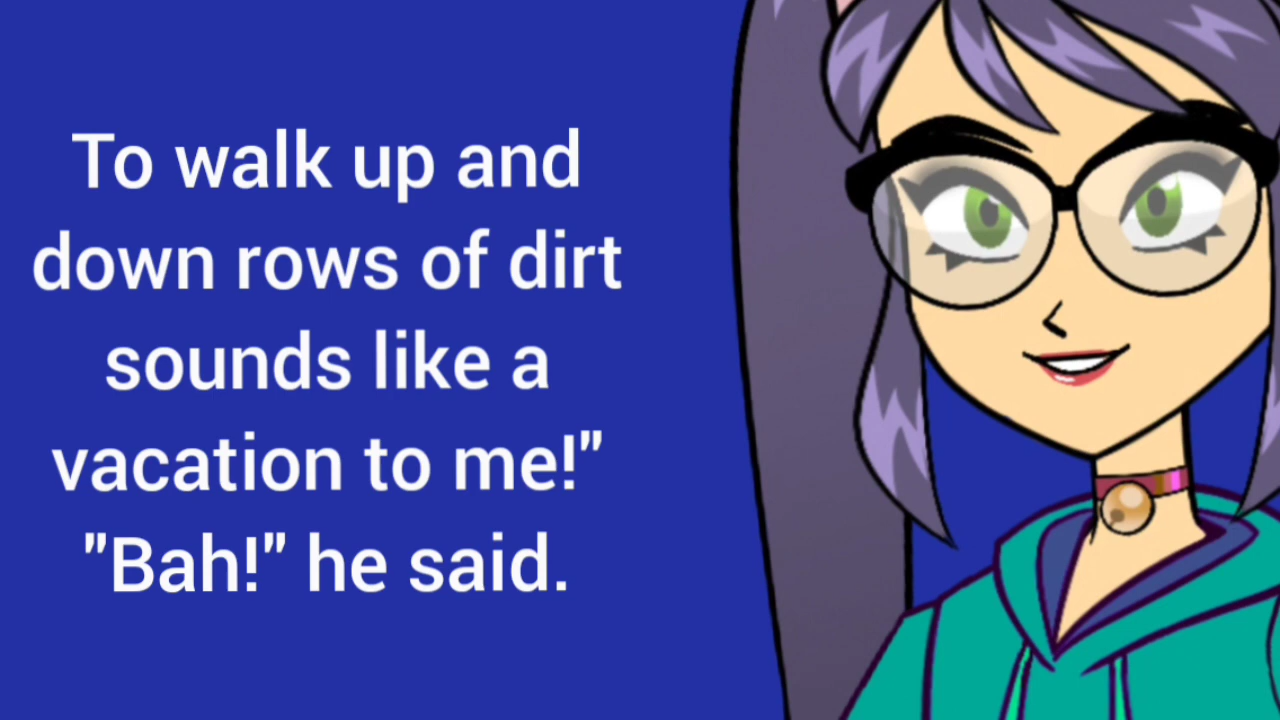 To walk up and
down rows of dirt
sounds like a
vacation to me!"
"Bah!" he said.